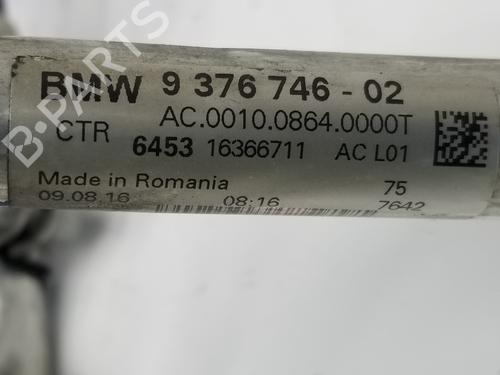 BMW 9 376 746 - 02
AC.0010.0864.0000T
CTR
6453 16366711 AC L01
Made in Romania 75
09.08.16 08:16 7642
B-PARTS